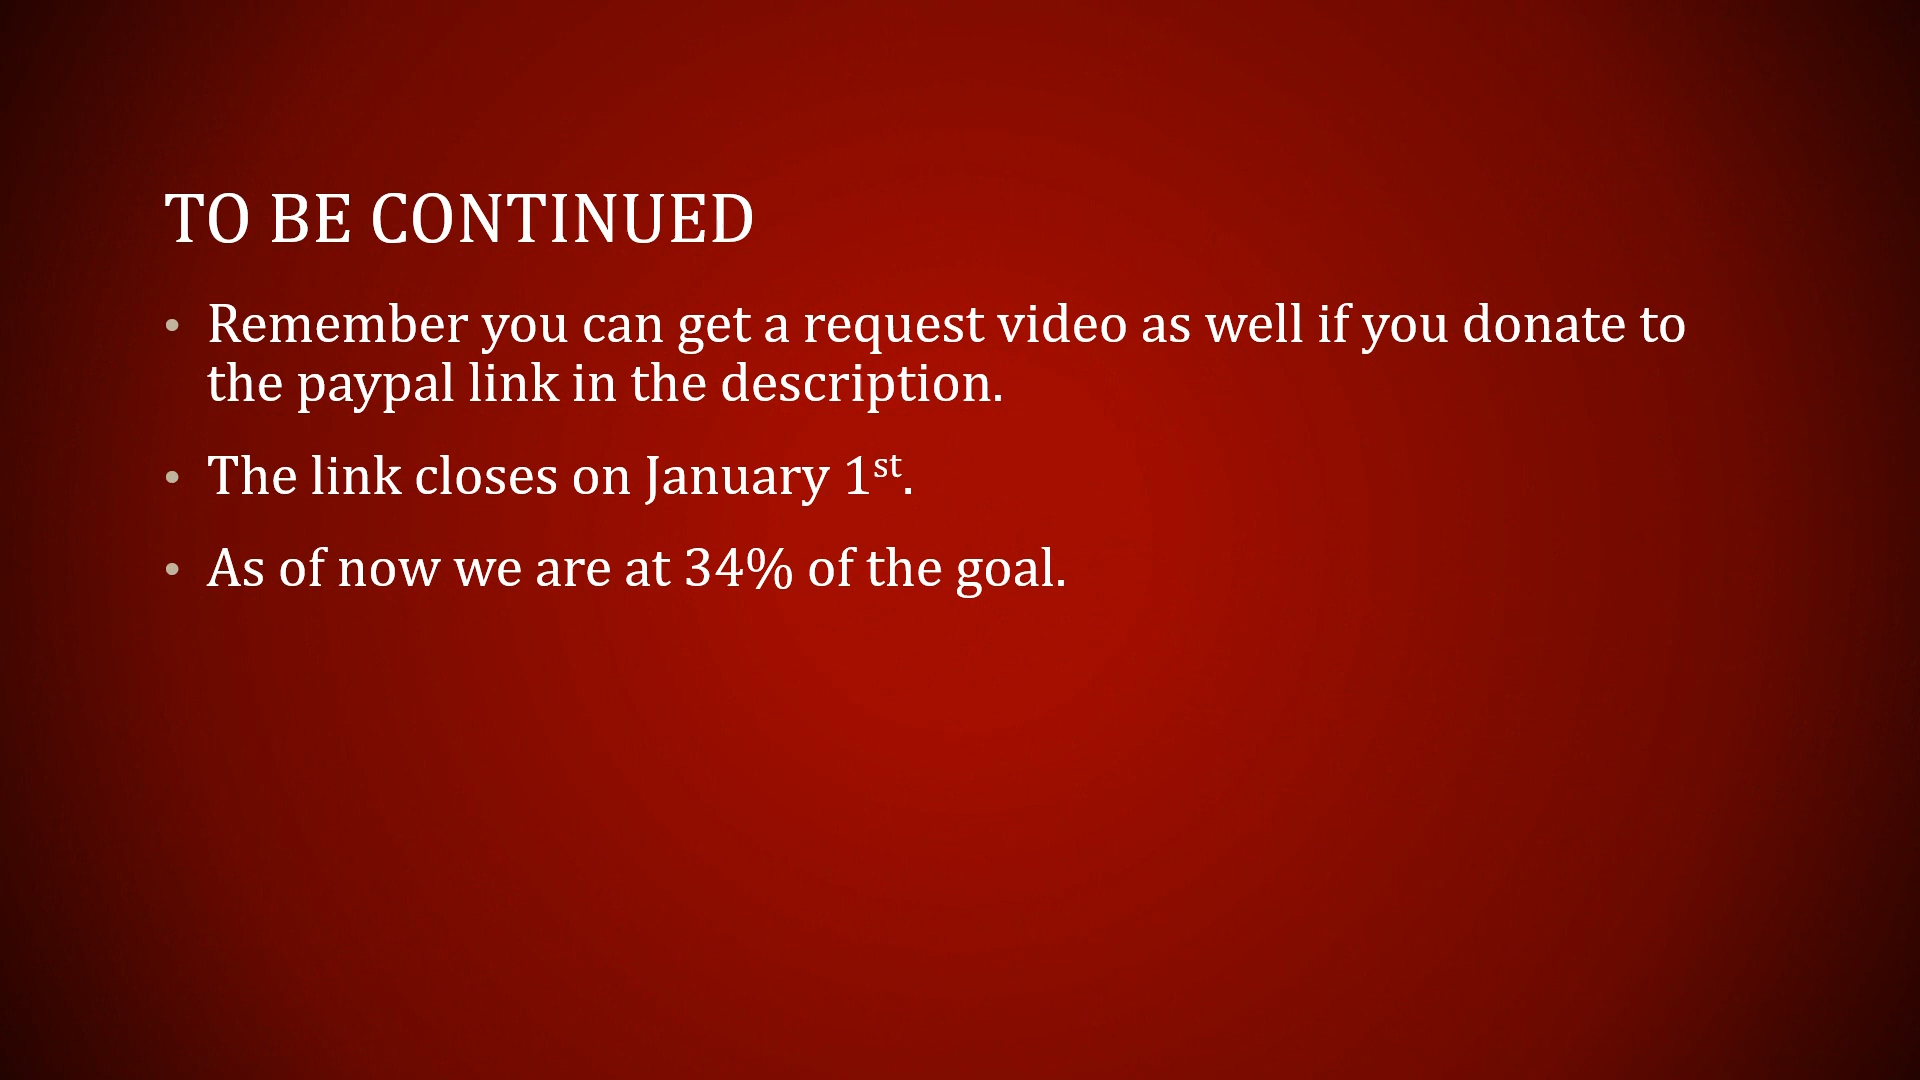 TO BE CONTINUED
• Remember you can get a request video as well if you donate to
the paypal link in the description.
• The link closes on January 1st.
• As of now we are at 34% of the goal.